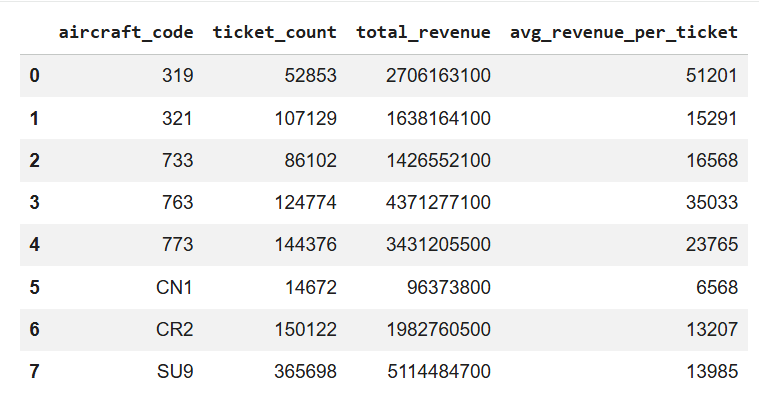 aircraft_code ticket_count total_revenue avg_revenue_per_ticket
0 319 52853 2706163100 51201
1 321 107129 1638164100 15291
2 733 86102 1426552100 16568
3 763 124774 4371277100 35033
4 773 144376 3431205500 23765
5 CN1 14672 96373800 6568
6 CR2 150122 1982760500 13207
7 SU9 365698 5114484700 13985